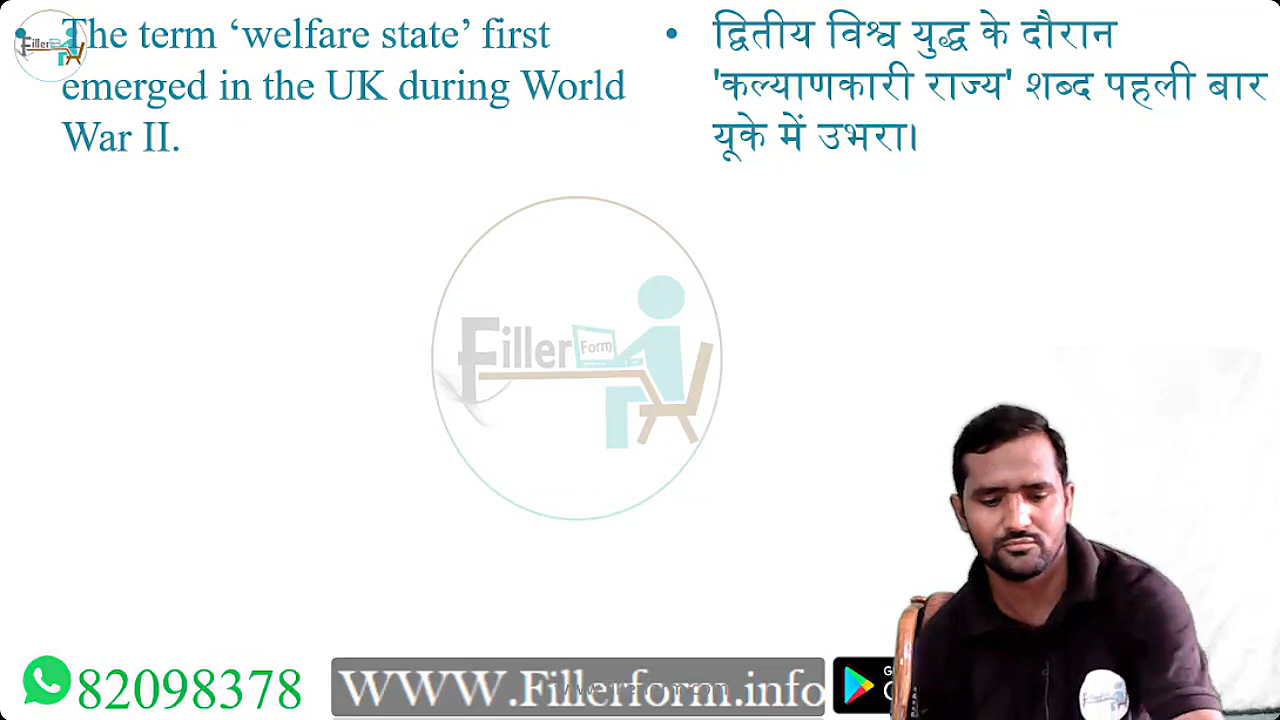 • The term ‘welfare state’ first
emerged in the UK during World
War II.
• द्वितीय विश्व युद्ध के दौरान
'कल्याणकारी राज्य' शब्द पहली बार
यूके में उभरा।
Filler Form
82098378
WWW.Fillerform.info